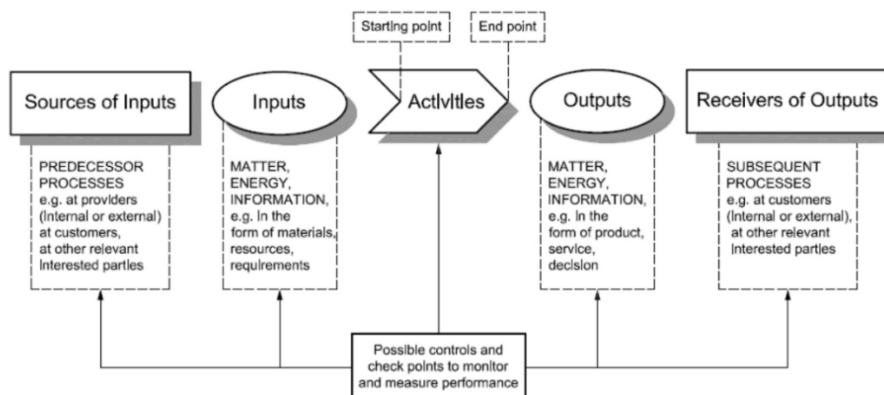 Starting point
End point
Sources of Inputs
Inputs
Activities
Outputs
Receivers of Outputs
PREDECESSOR
PROCESSES
e.g. at providers
(internal or external)
at customers,
at other relevant
interested parties
MATTER,
ENERGY,
INFORMATION,
e.g. in the
form of materials,
resources,
requirements
MATTER,
ENERGY,
INFORMATION,
e.g. in the
form of product,
service,
decision
SUBSEQUENT
PROCESSES
e.g. at customers
(internal or external),
at other relevant
interested parties
Possible controls and
check points to monitor
and measure performance